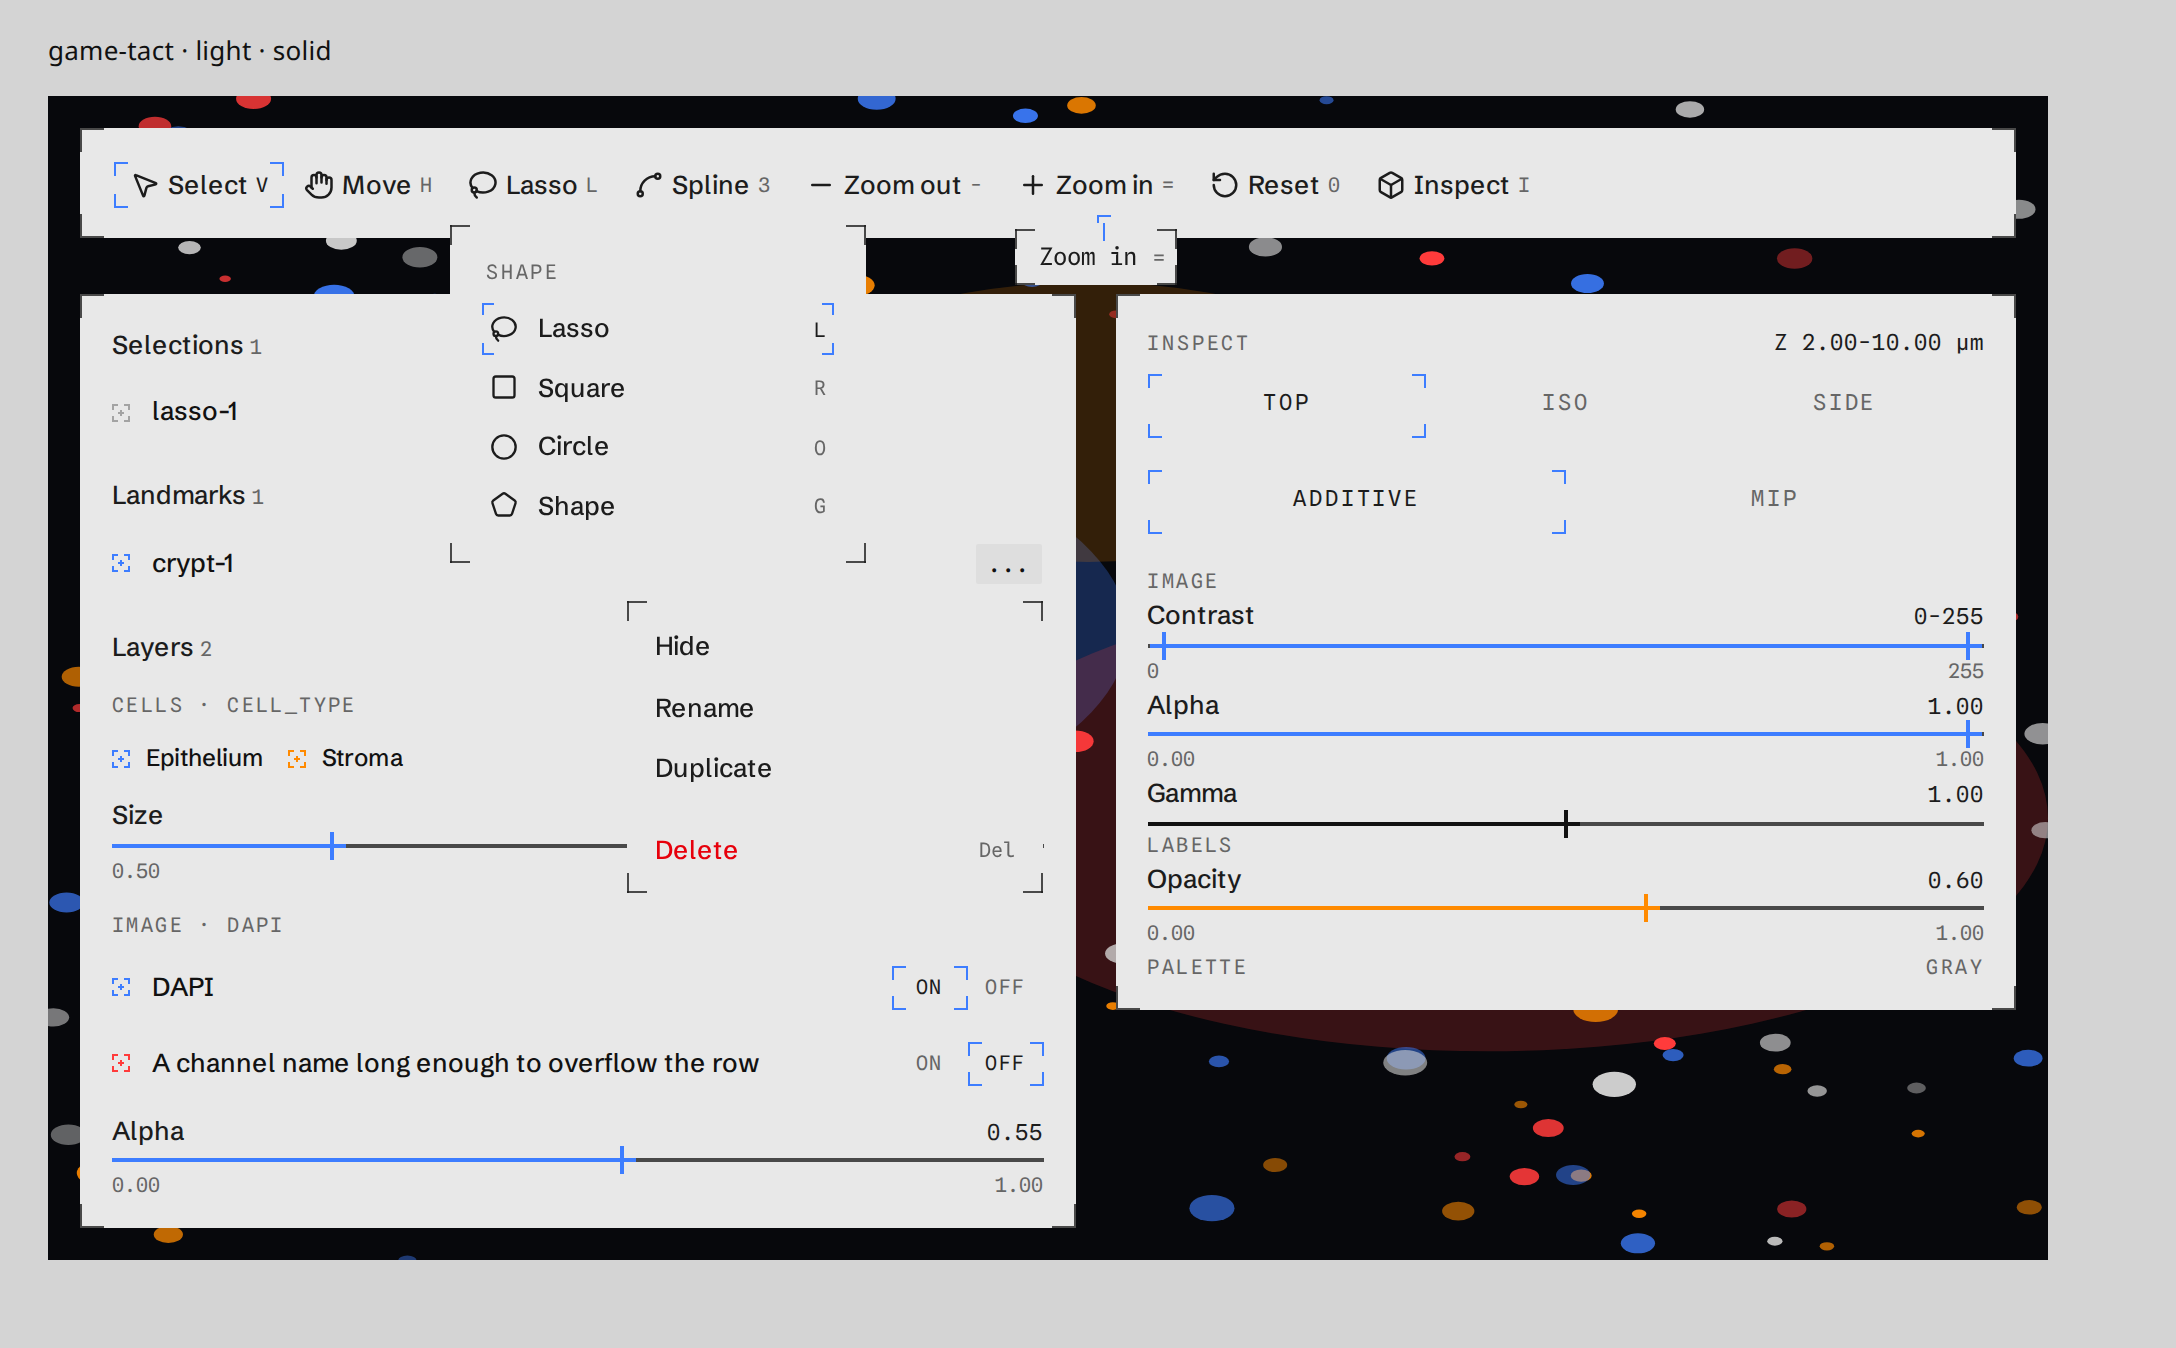 game-tact · light · solid
Select V Move H Lasso L Spline 3 Zoom out - Zoom in = Reset 0 Inspect I
Zoom in =
SHAPE
Lasso L
Square R
Circle O
Shape G
Selections 1
lasso-1
Landmarks 1
crypt-1 ...
Hide
Rename
Duplicate
Delete Del
Layers 2
CELLS · CELL_TYPE
Epithelium Stroma
Size
0.50
IMAGE · DAPI
DAPI ON OFF
A channel name long enough to overflow the row ON OFF
Alpha 0.55
0.00 1.00
INSPECT Z 2.00-10.00 µm
TOP ISO SIDE
ADDITIVE MIP
IMAGE
Contrast 0-255
0 255
Alpha 1.00
0.00 1.00
Gamma 1.00
LABELS
Opacity 0.60
0.00 1.00
PALETTE GRAY